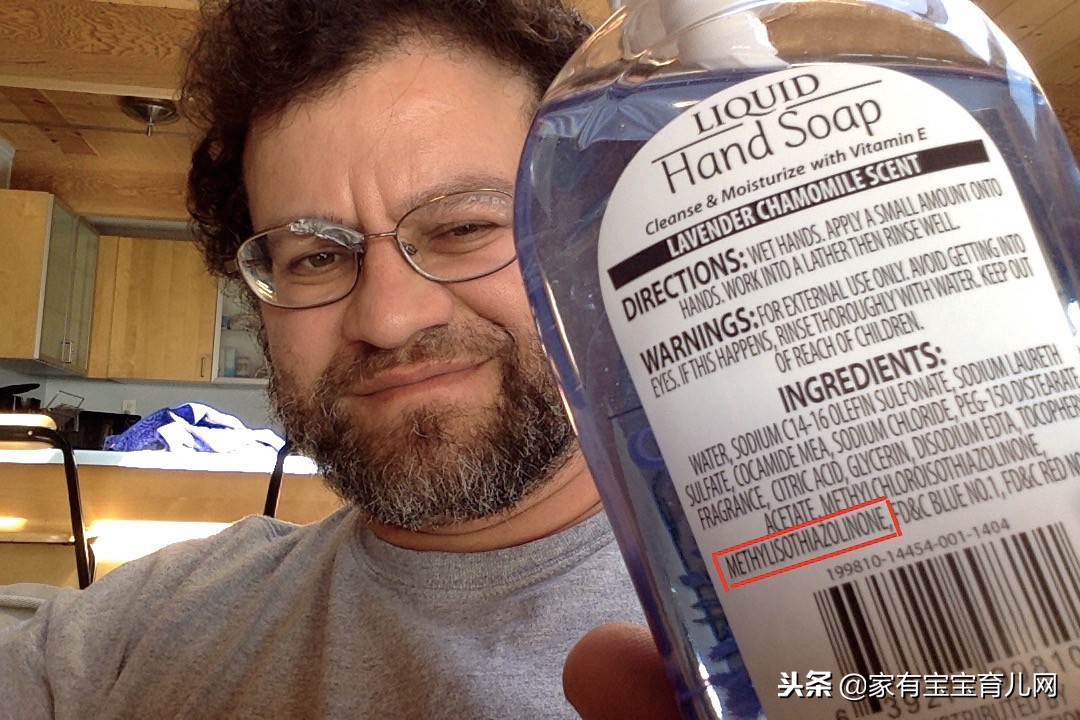 LIQUID
Hand Soap
Cleanse & Moisturize with Vitamin E
LAVENDER CHAMOMILE SCENT
DIRECTIONS: WET HANDS. APPLY A SMALL AMOUNT ONTO
HANDS. WORK INTO A LATHER THEN RINSE WELL.
WARNINGS: FOR EXTERNAL USE ONLY. AVOID GETTING INTO
EYES. IF THIS HAPPENS, RINSE THOROUGHLY WITH WATER. KEEP OUT
OF REACH OF CHILDREN.
INGREDIENTS:
WATER, SODIUM C14-16 OLEFIN SULFONATE, SODIUM LAURETH
SULFATE, COCAMIDE MEA, SODIUM CHLORIDE, PEG-150 DISTEARATE,
FRAGRANCE, CITRIC ACID, GLYCERIN, DISODIUM EDTA,
ACETATE, METHYLCHLOROISOTHIAZOLINONE,
METHYLISOTHIAZOLINONE, FD&C BLUE NO.1, FD&C RED
199810-14454-001-1404
头条 @家有宝宝育儿网